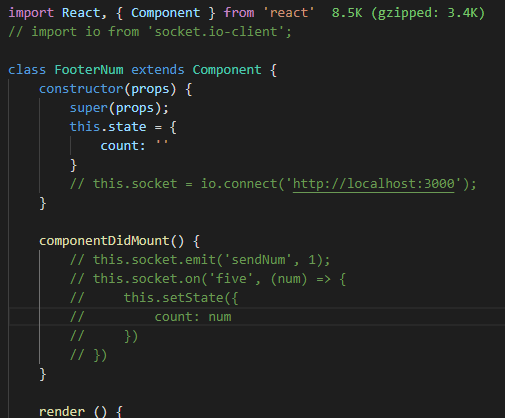 import React, { Component } from 'react'  8.5K (gzipped: 3.4K)
// import io from 'socket.io-client';

class FooterNum extends Component {
    constructor(props) {
        super(props);
        this.state = {
            count: ''
        }
        // this.socket = io.connect('http://localhost:3000');
    }

    componentDidMount() {
        // this.socket.emit('sendNum', 1);
        // this.socket.on('five', (num) => {
        //     this.setState({
        //         count: num
        //     })
        // })
    }

    render () {